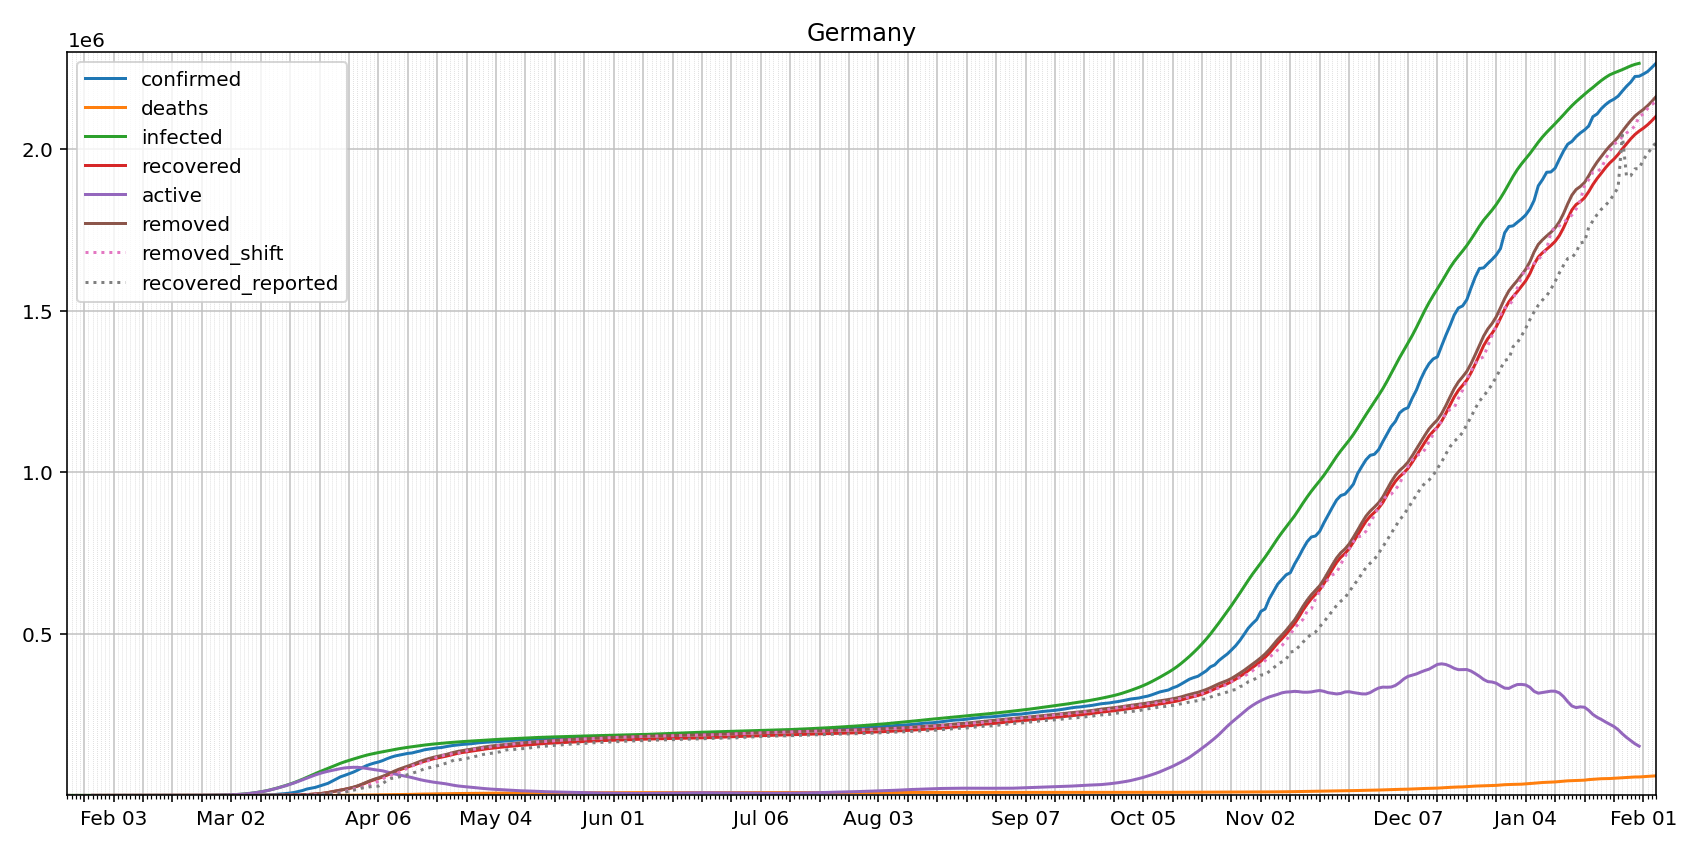 Germany
1e6
confirmed
deaths
infected
recovered
active
removed
removed_shift
recovered_reported
2.0
1.5
1.0
0.5
Feb 03 Mar 02 Apr 06 May 04 Jun 01 Jul 06 Aug 03 Sep 07 Oct 05 Nov 02 Dec 07 Jan 04 Feb 01